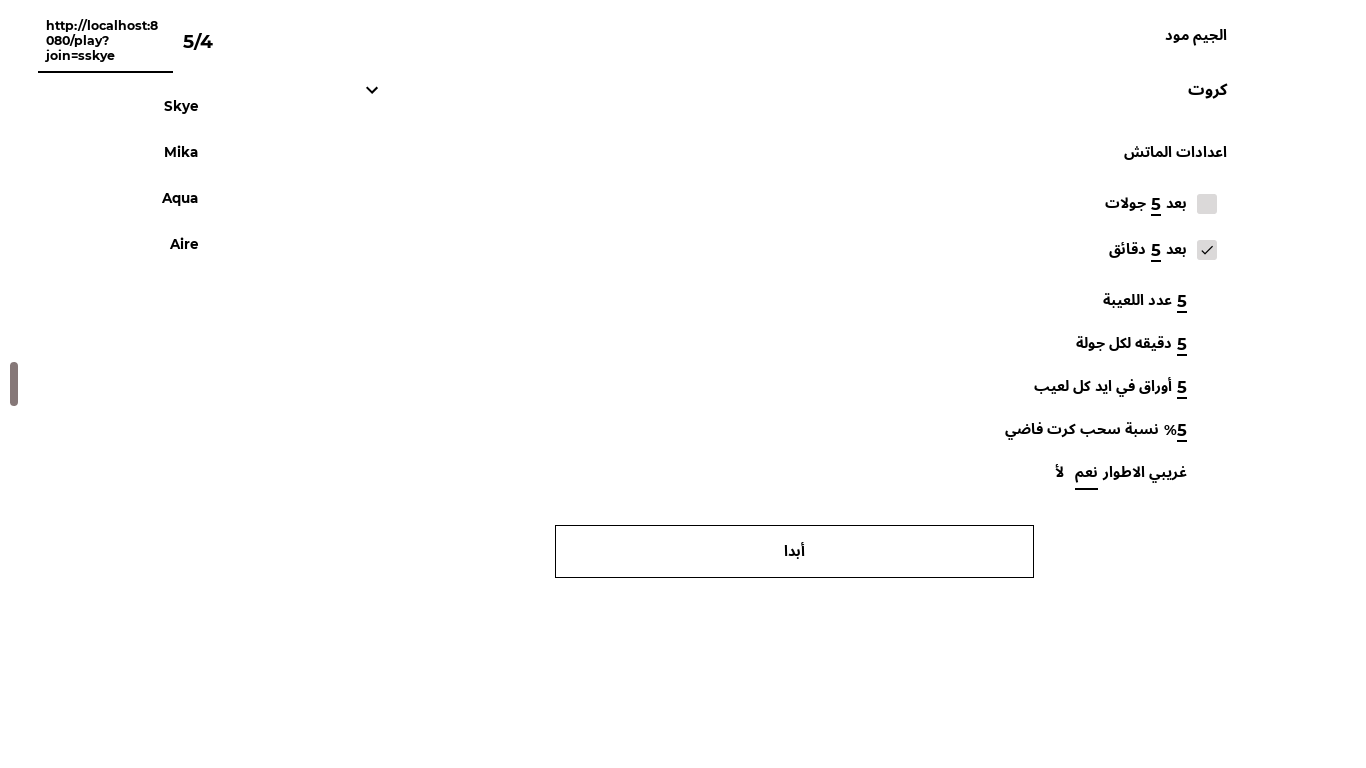 الجيم مود
كروت
اعدادات الماتش
بعد 5 جولات
بعد 5 دقائق
5 عدد اللعيبة
5 دقيقه لكل جولة
5 أوراق في ايد كل لعيب
5% نسبة سحب كرت فاضي
غريبي الاطوار نعم لأ
أبدا
5/4
http://localhost:8
080/play?
join=sskye
Skye
Mika
Aqua
Aire